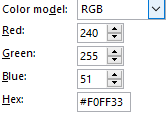 Color model: RGB
Red: 240
Green: 255
Blue: 51
Hex: #F0FF33